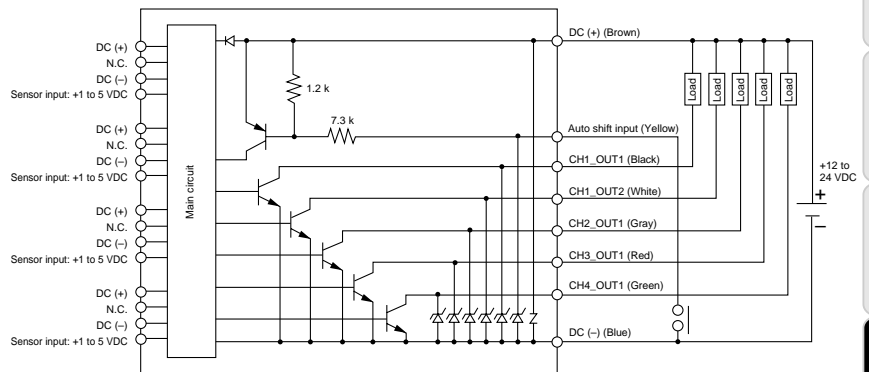 DC (+)
N.C.
DC (–)
Sensor input: +1 to 5 VDC
DC (+)
N.C.
DC (–)
Sensor input: +1 to 5 VDC
DC (+)
N.C.
DC (–)
Sensor input: +1 to 5 VDC
DC (+)
N.C.
DC (–)
Sensor input: +1 to 5 VDC
Main circuit
1.2 k
7.3 k
DC (+) (Brown)
Auto shift input (Yellow)
CH1_OUT1 (Black)
CH1_OUT2 (White)
CH2_OUT1 (Gray)
CH3_OUT1 (Red)
CH4_OUT1 (Green)
DC (–) (Blue)
Load
Load
Load
Load
Load
+12 to
24 VDC
+
–